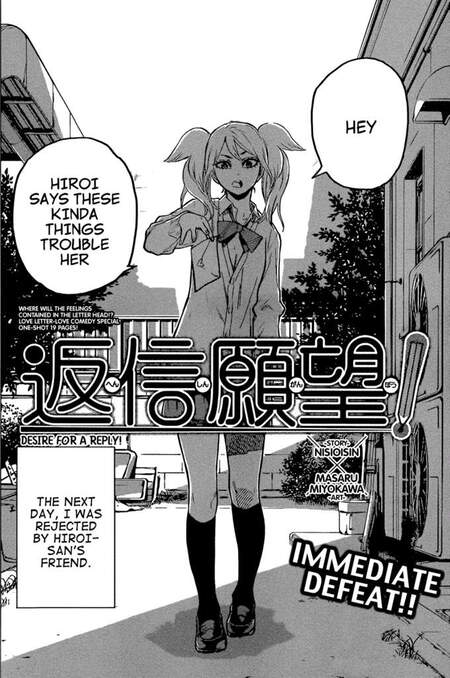 HEY
HIROI
SAYS THESE
KINDA
THINGS
TROUBLE
HER
WHERE WILL THE FEELINGS
CONTAINED IN THE LETTER HEAD!?
LOVE LETTER-LOVE COMEDY SPECIAL
ONE-SHOT 19 PAGES!
返信願望!
へん しん がん ぼう
DESIRE FOR A REPLY!
-STORY-
NISIOISIN
×
MASARU
MIYOKAWA
-ART-
THE NEXT
DAY, I WAS
REJECTED
BY HIROI-
SAN'S
FRIEND.
IMMEDIATE
DEFEAT!!